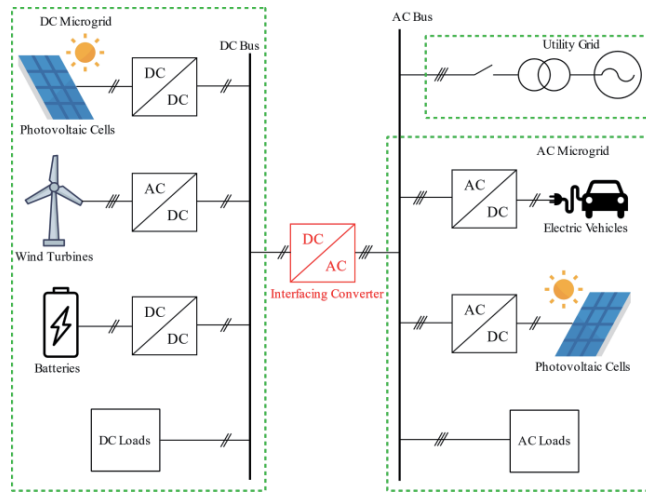 DC Microgrid
DC Bus
DC
DC
Photovoltaic Cells
AC
DC
Wind Turbines
DC
DC
Batteries
DC Loads
DC
AC
Interfacing Converter
AC Bus
Utility Grid
AC Microgrid
AC
DC
Electric Vehicles
AC
DC
Photovoltaic Cells
AC Loads